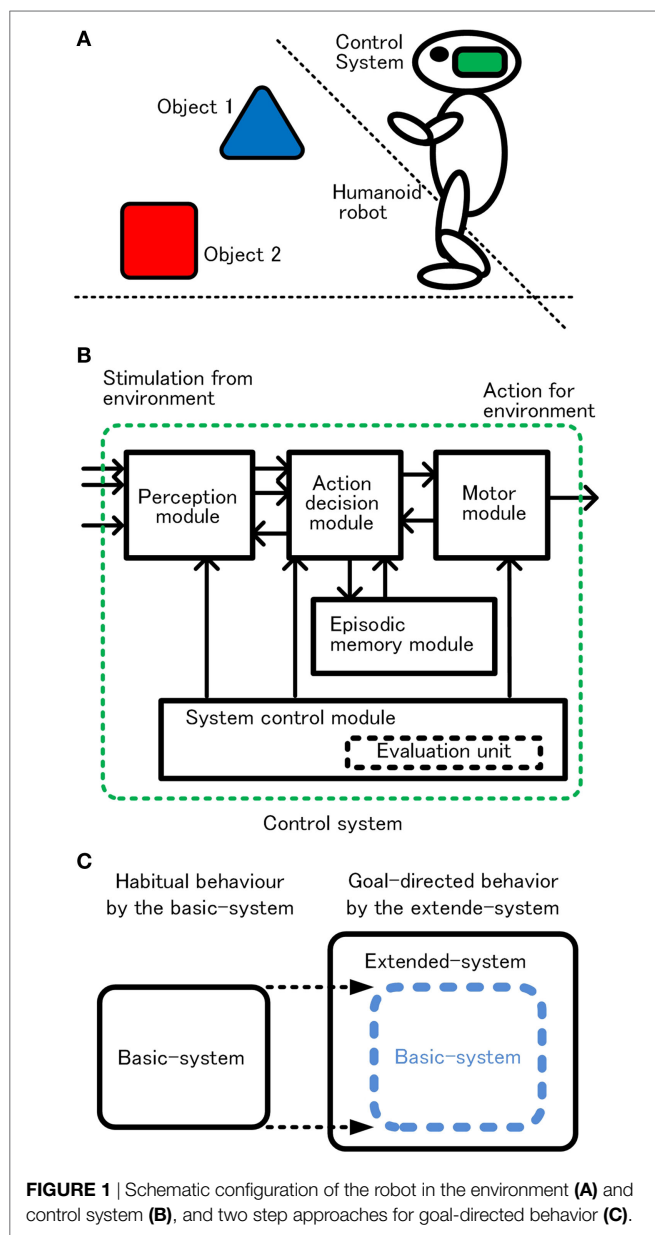 A
Control
System
Object 1
Humanoid
robot
Object 2
B
Stimulation from
environment
Action for
environment
Perception
module
Action
decision
module
Motor
module
Episodic
memory module
System control module
Evaluation unit
Control system
C
Habitual behaviour
by the basic-system
Goal-directed behavior
by the extende-system
Extended-system
Basic-system
Basic-system
FIGURE 1 | Schematic configuration of the robot in the environment (A) and
control system (B), and two step approaches for goal-directed behavior (C).